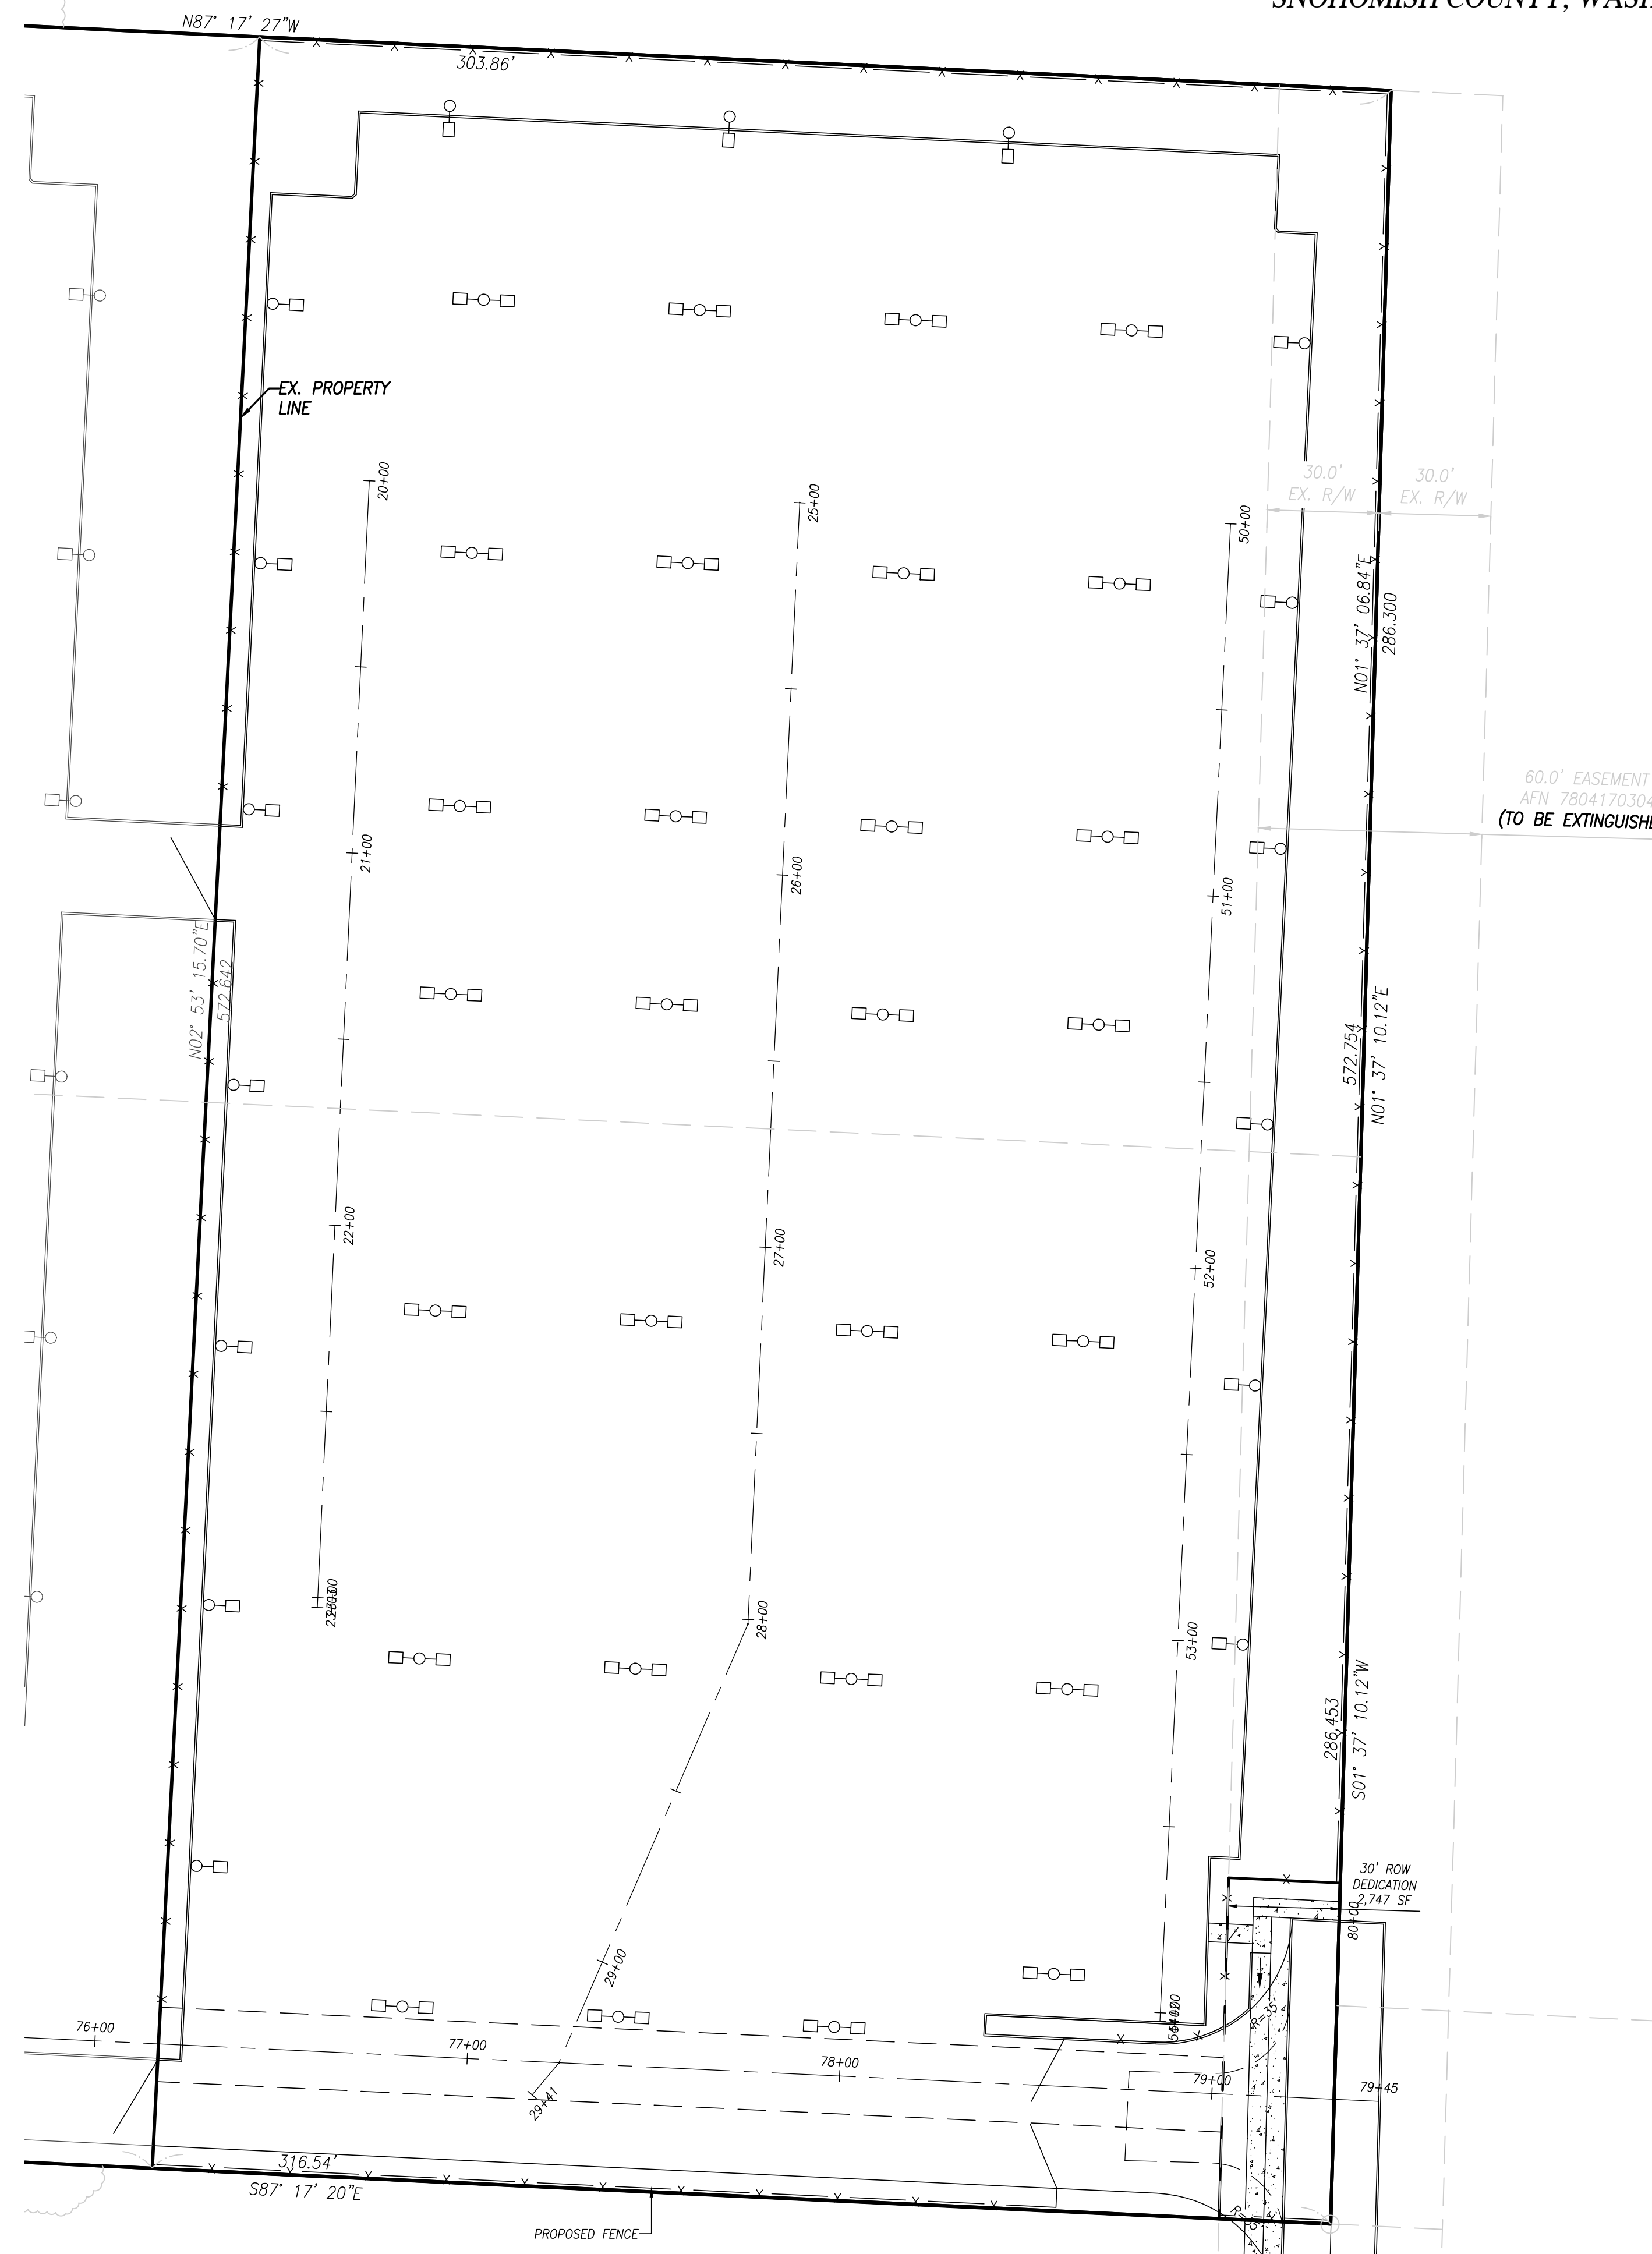 N87° 17' 27"W
303.86'
EX. PROPERTY
LINE
20+00
25+00
50+00
30.0'
EX. R/W
30.0'
EX. R/W
N01° 37' 06.84"E
286.300
60.0' EASEMENT
AFN 7804170304
(TO BE EXTINGUISHE
21+00
26+00
51+00
N02° 53' 15.70"E
572.642
572.754
N01° 37' 10.12"E
22+00
27+00
52+00
28+00
53+00
286.453
S01° 37' 10.12"W
30' ROW
DEDICATION
2,747 SF
80+00
29+00
R=35'
76+00
77+00
78+00
79+00
79+45
29+41
316.54'
S87° 17' 20"E
PROPOSED FENCE